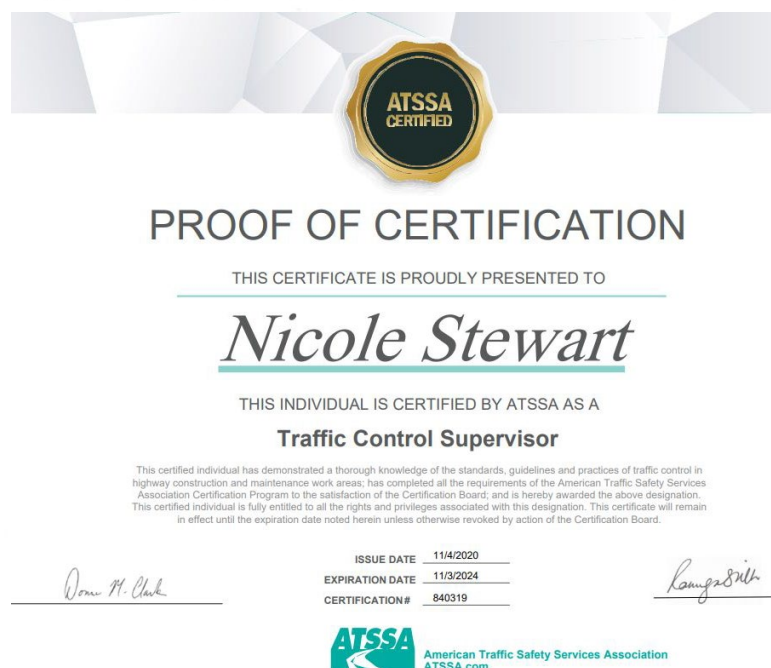 ATSSA
CERTIFIED
PROOF OF CERTIFICATION
THIS CERTIFICATE IS PROUDLY PRESENTED TO
Nicole Stewart
THIS INDIVIDUAL IS CERTIFIED BY ATSSA AS A
Traffic Control Supervisor
This certified individual has demonstrated a thorough knowledge of the standards, guidelines and practices of traffic control in
highway construction and maintenance work areas; has completed all the requirements of the American Traffic Safety Services
Association Certification Program to the satisfaction of the Certification Board; and is hereby awarded the above designation.
This certified individual is fully entitled to all the rights and privileges associated with this designation. This certificate will remain
in effect until the expiration date noted herein unless otherwise revoked by action of the Certification Board.
ISSUE DATE 11/4/2020
EXPIRATION DATE 11/3/2024
CERTIFICATION# 840319
Donna M. Clark
ATSSA
American Traffic Safety Services Association
ATSSA.com